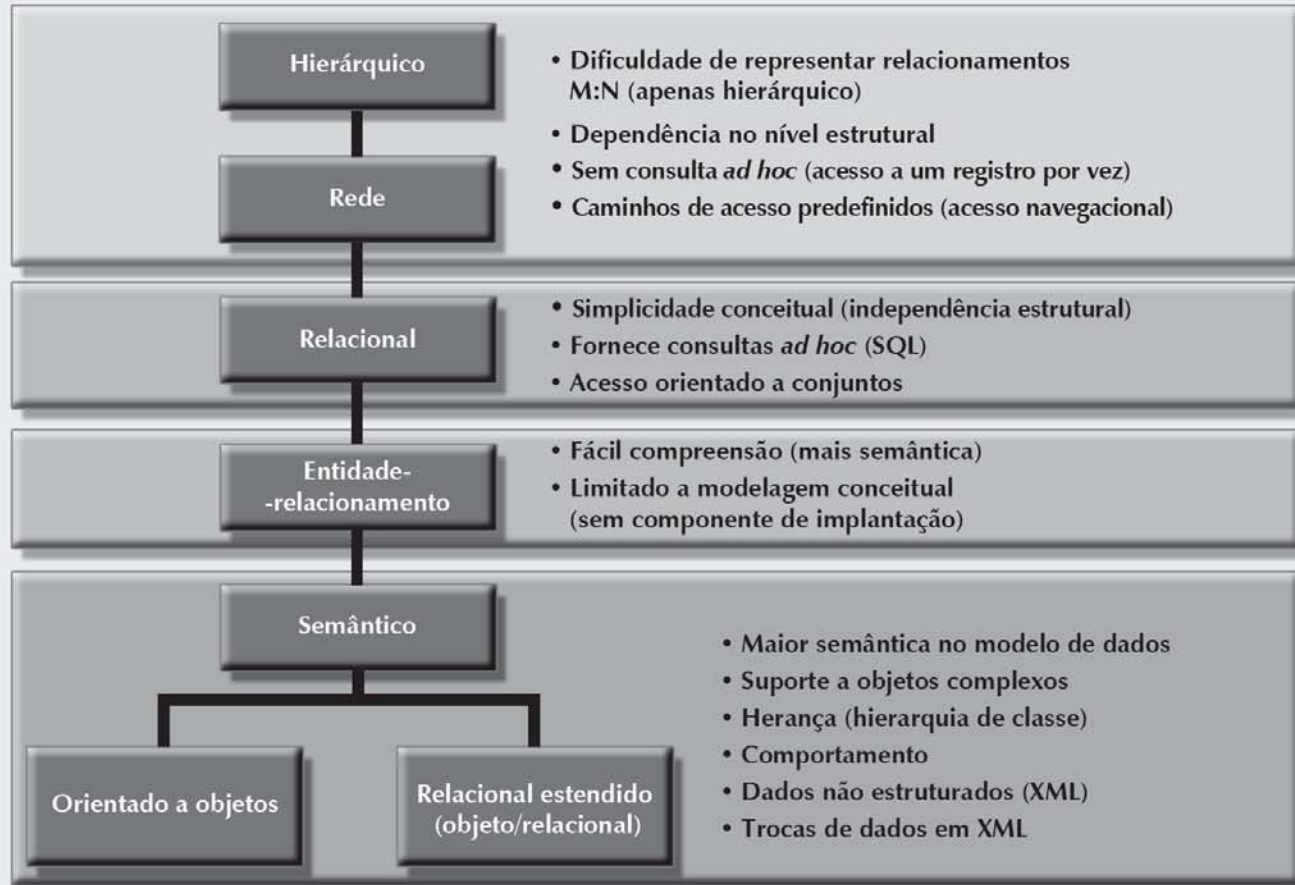 Hierárquico
• Dificuldade de representar relacionamentos
M:N (apenas hierárquico)
• Dependência no nível estrutural
Rede
• Sem consulta ad hoc (acesso a um registro por vez)
• Caminhos de acesso predefinidos (acesso navegacional)
Relacional
• Simplicidade conceitual (independência estrutural)
• Fornece consultas ad hoc (SQL)
• Acesso orientado a conjuntos
Entidade-
-relacionamento
• Fácil compreensão (mais semântica)
• Limitado a modelagem conceitual
(sem componente de implantação)
Semântico
Orientado a objetos
Relacional estendido
(objeto/relacional)
• Maior semântica no modelo de dados
• Suporte a objetos complexos
• Herança (hierarquia de classe)
• Comportamento
• Dados não estruturados (XML)
• Trocas de dados em XML